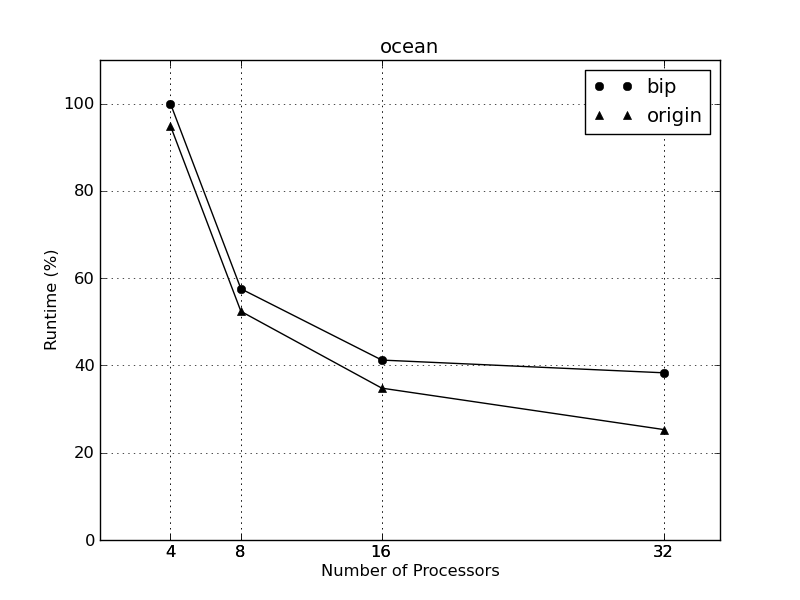 ocean
bip
origin
100
80
60
40
20
0
Runtime (%)
4 8 16 32
Number of Processors